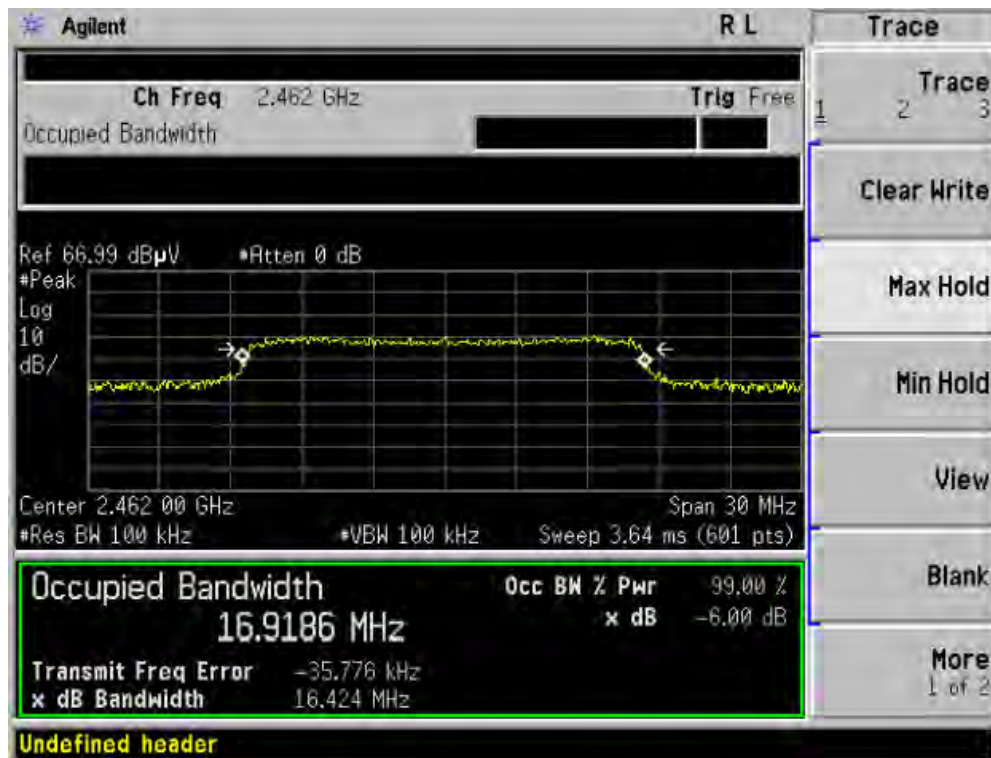 Agilent R L Trace
Ch Freq 2.462 GHz Trig Free
Occupied Bandwidth
Trace
1 2 3
Clear Write
Max Hold
Min Hold
View
Blank
More
1 of 2
Ref 66.99 dBµV #Atten 0 dB
#Peak
Log
10
dB/
Center 2.462 00 GHz Span 30 MHz
#Res BW 100 kHz #VBW 100 kHz Sweep 3.64 ms (601 pts)
Occupied Bandwidth Occ BW % Pwr 99.00 %
16.9186 MHz x dB -6.00 dB
Transmit Freq Error -35.776 kHz
x dB Bandwidth 16.424 MHz
Undefined header